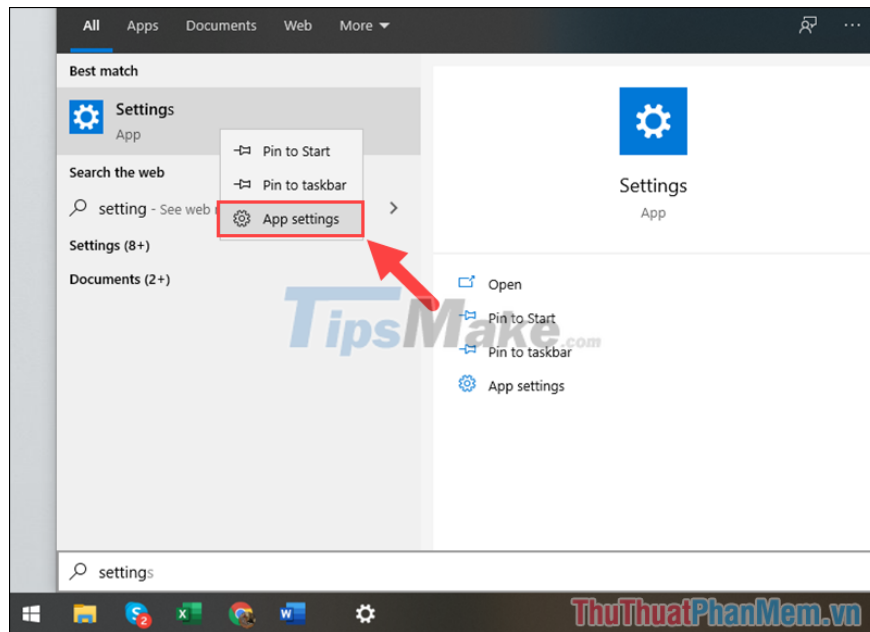 All Apps Documents Web More
Best match
Settings
App
Pin to Start
Search the web
Pin to taskbar
setting - See web
App settings
Settings (8+)
Documents (2+)
Settings
App
Open
Pin to Start
Pin to taskbar
App settings
TipsMake.com
settings
2
ThuThuatPhanMem.vn